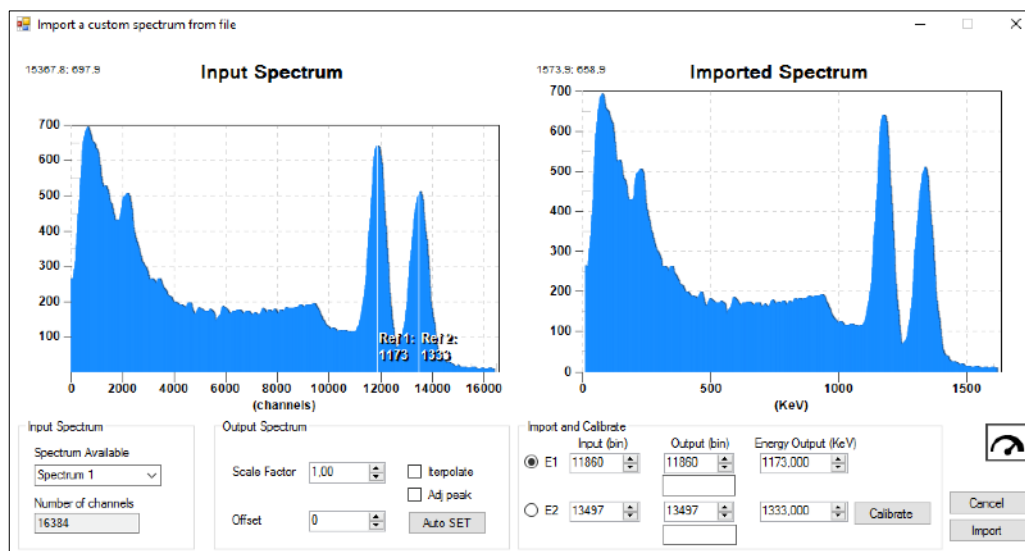 Import a custom spectrum from file
15367.8; 697.9
Input Spectrum
700
600
500
400
300
200
100
Ref 1: Ref 2:
1173 1333
0 2000 4000 6000 8000 10000 12000 14000 16000
(channels)
1573.9; 658.9
Imported Spectrum
700
600
500
400
300
200
100
0
0 500 1000 1500
(KeV)
Input Spectrum
Spectrum Available
Spectrum 1
Number of channels
16384
Output Spectrum
Scale Factor 1,00
Iterpolate
Adj peak
Offset 0
Auto SET
Import and Calibrate
Input (bin) Output (bin) Energy Output (KeV)
E1 11860 11860 1173,000
E2 13497 13497 1333,000
Calibrate
Cancel
Import